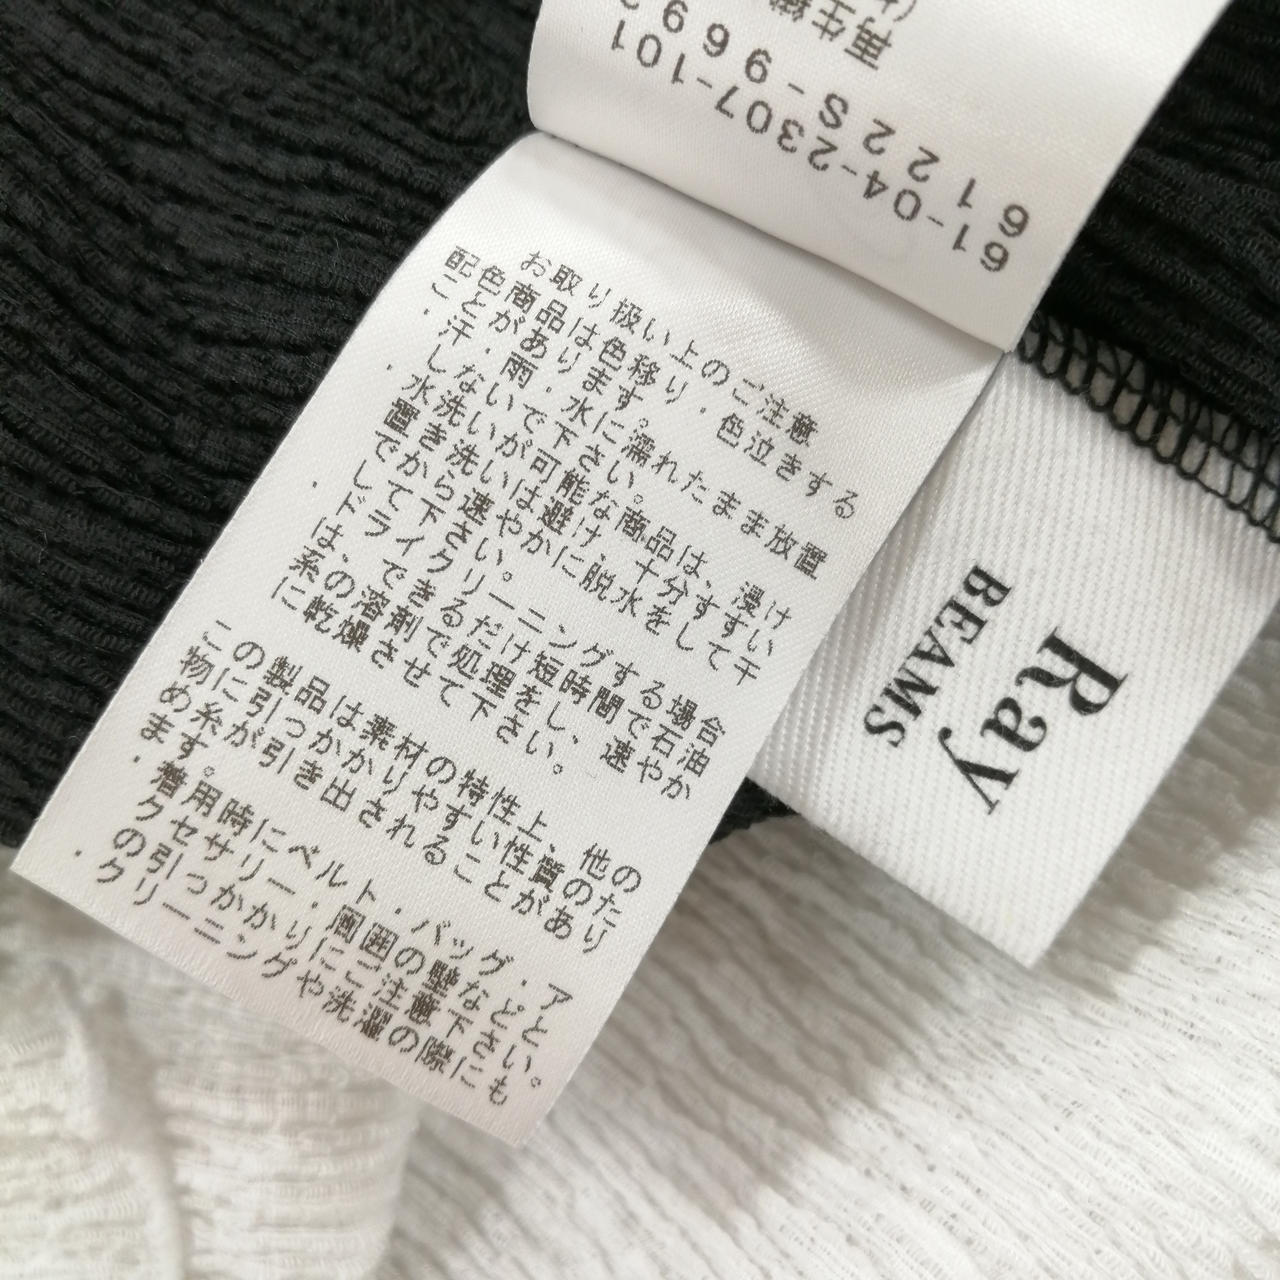 61-04-2307-101
61 22S-969
再生繊
お取り扱い上のご注意
配色商品は色移り・色泣きする
ことがあります。
・汗・雨・水に濡れたまま放置
しないで下さい。
・水洗いが可能な商品は、浸け
置き洗いは避け、十分すすい
でから速やかに脱水をして干
して下さい。
・ドライクリーニングする場合
は、できるだけ短時間で石油
系の溶剤で処理をし、速やか
に乾燥させて下さい。
この製品は素材の特性上、他の
物に引っかかりやすい性質のた
め糸が引き出されることがあり
ます。
・着用時にベルト・バッグ・ア
クセサリー・周囲の壁などと
の引っかかりにご注意下さい。
・クリーニングや洗濯の際にも
Ray
BEAMS